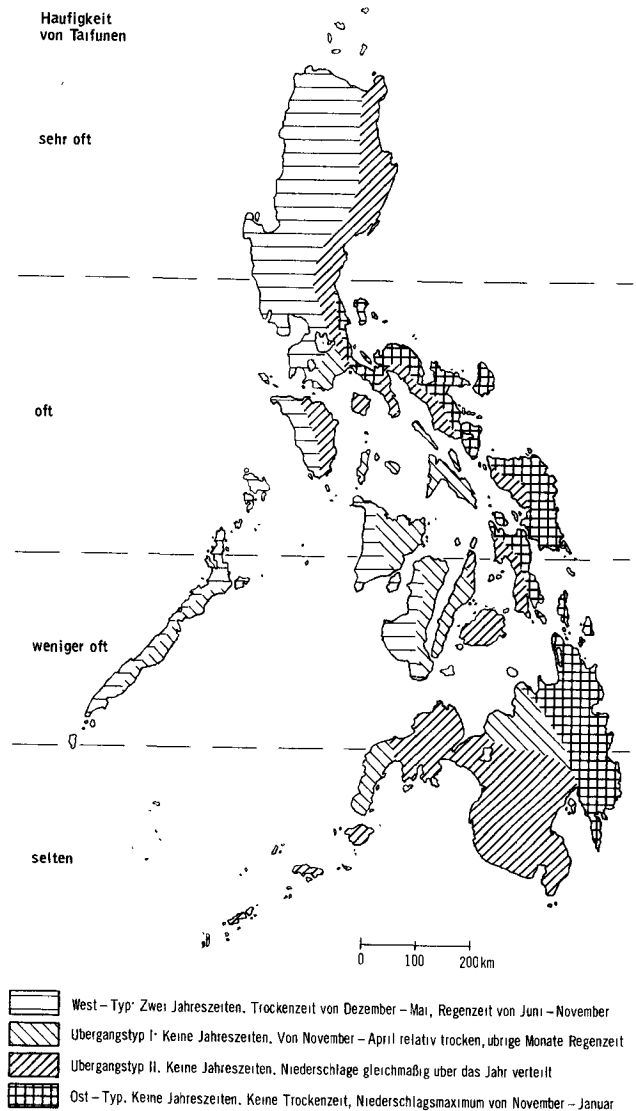 Haufigkeit
von Taifunen
sehr oft
oft
weniger oft
selten
0 100 200 km
West – Typ· Zwei Jahreszeiten. Trockenzeit von Dezember – Mai, Regenzeit von Juni – November
Ubergangstyp I· Keine Jahreszeiten. Von November – April relativ trocken, ubrige Monate Regenzeit
Ubergangstyp II. Keine Jahreszeiten. Niederschlage gleichmaßig uber das Jahr verteilt
Ost – Typ. Keine Jahreszeiten. Keine Trockenzeit, Niederschlagsmaximum von November – Januar